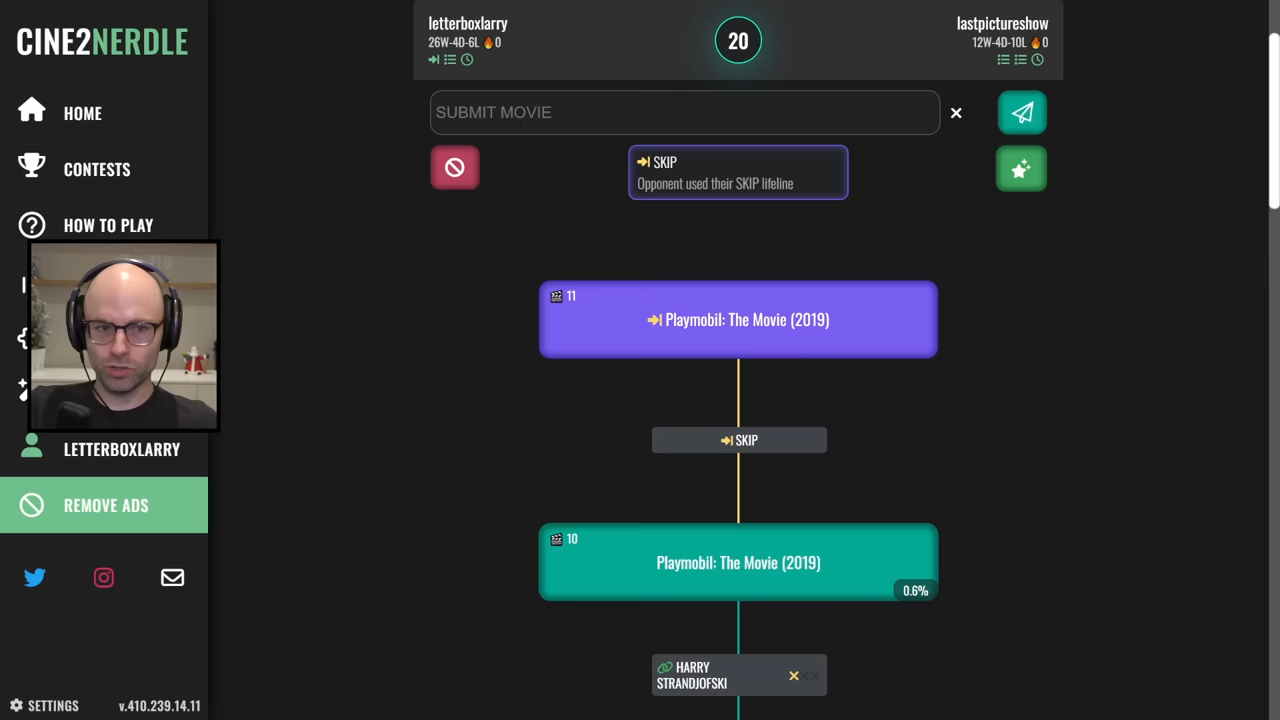 CINE2NERDLE
HOME
CONTESTS
HOW TO PLAY
LETTERBOXLARRY
REMOVE ADS
SETTINGS
v.410.239.14.11
letterboxlarry
26W-4D-6L 🔥0
20
lastpictureshow
12W-4D-10L 🔥0
SUBMIT MOVIE
SKIP
Opponent used their SKIP lifeline
11
Playmobil: The Movie (2019)
SKIP
10
Playmobil: The Movie (2019)
0.6%
HARRY
STRANDJOFSKI